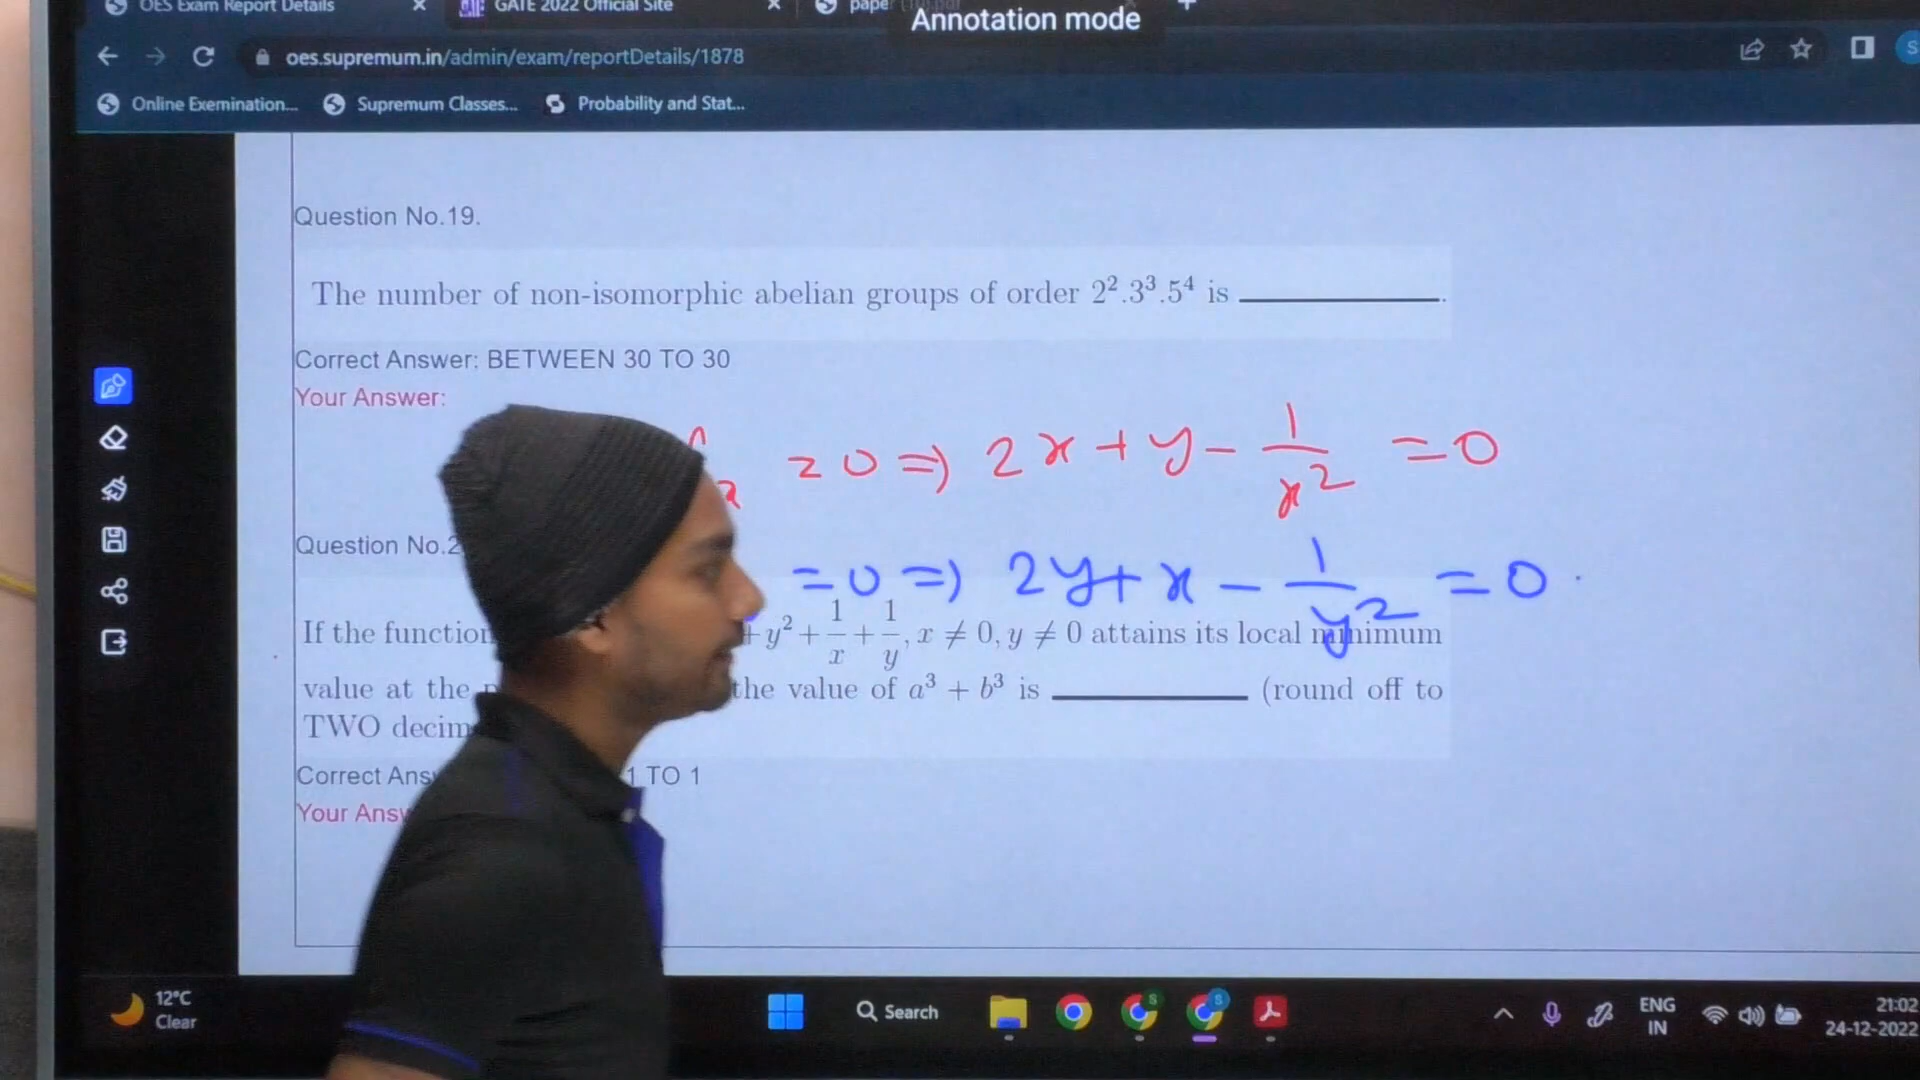 OES Exam Report Details
GATE 2022 Official Site
Annotation mode
oes.supremum.in/admin/exam/reportDetails/1878
Online Exemination...
Supremum Classes...
Probability and Stat...
Question No.19.
The number of non-isomorphic abelian groups of order 2².3³.5⁴ is ________.
Correct Answer: BETWEEN 30 TO 30
Your Answer:
=0 ⇒ 2x+y-1/x² =0
Question No.2
=0 ⇒ 2y+x-1/y² =0
If the function + y² + 1/x + 1/y, x ≠ 0, y ≠ 0 attains its local minimum
value at the the value of a³ + b³ is ________ (round off to
TWO
Correct 1 TO 1
Your
12°C
Clear
Search
ENG
IN
21:02
24-12-2022